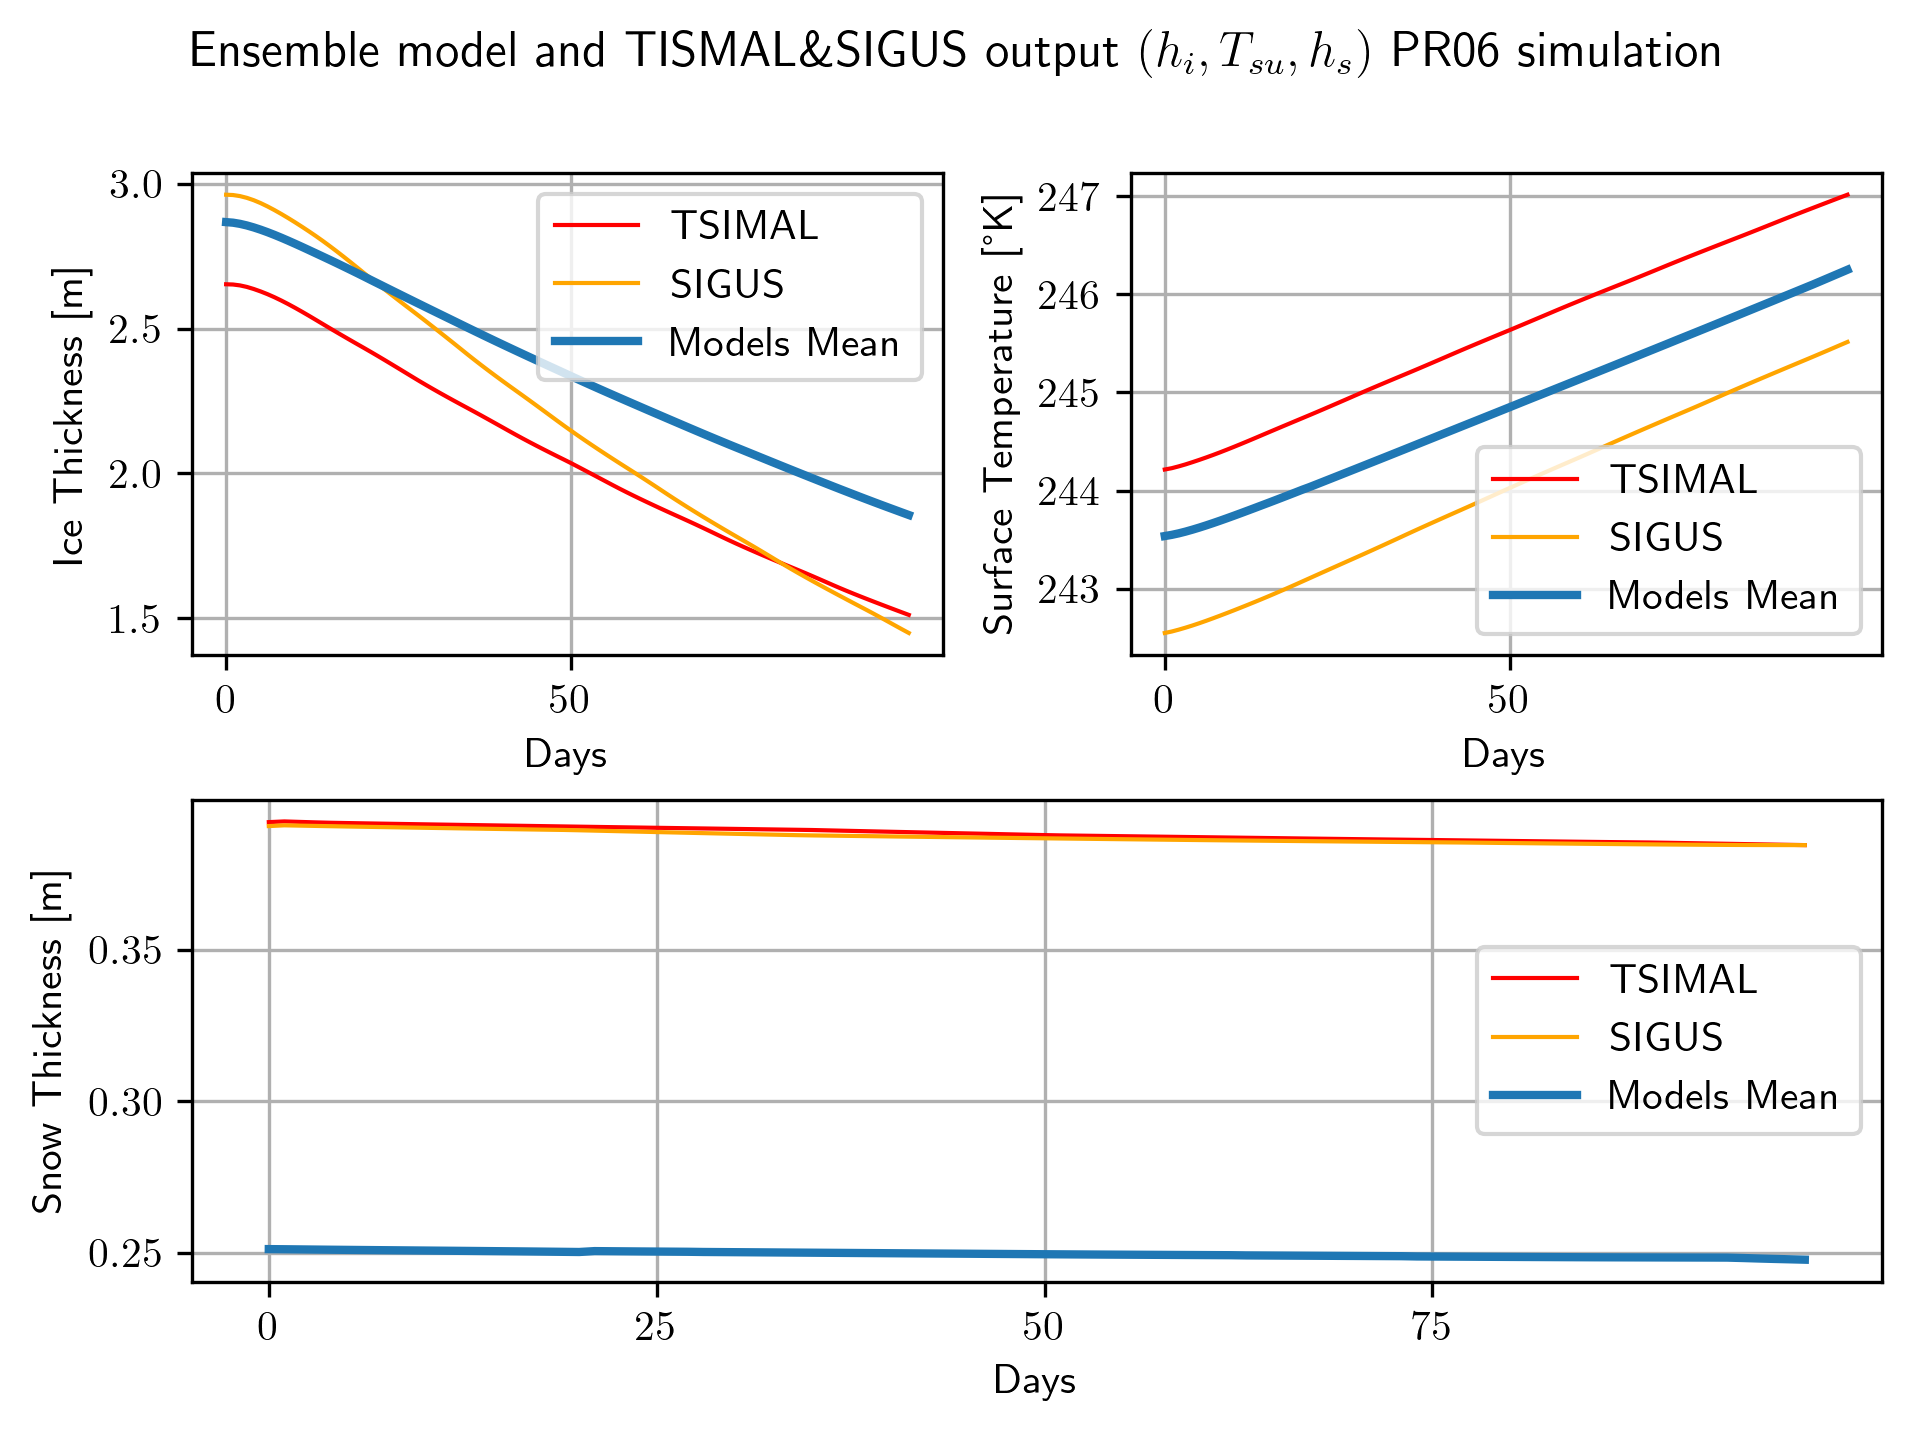 Ensemble model and TISMAL&SIGUS output (h_i, T_su, h_s) PR06 simulation
Ice Thickness [m]
3.0
2.5
2.0
1.5
TSIMAL
SIGUS
Models Mean
0
50
Days
Surface Temperature [°K]
247
246
245
244
243
TSIMAL
SIGUS
Models Mean
0
50
Days
Snow Thickness [m]
0.35
0.30
0.25
TSIMAL
SIGUS
Models Mean
0
25
50
75
Days